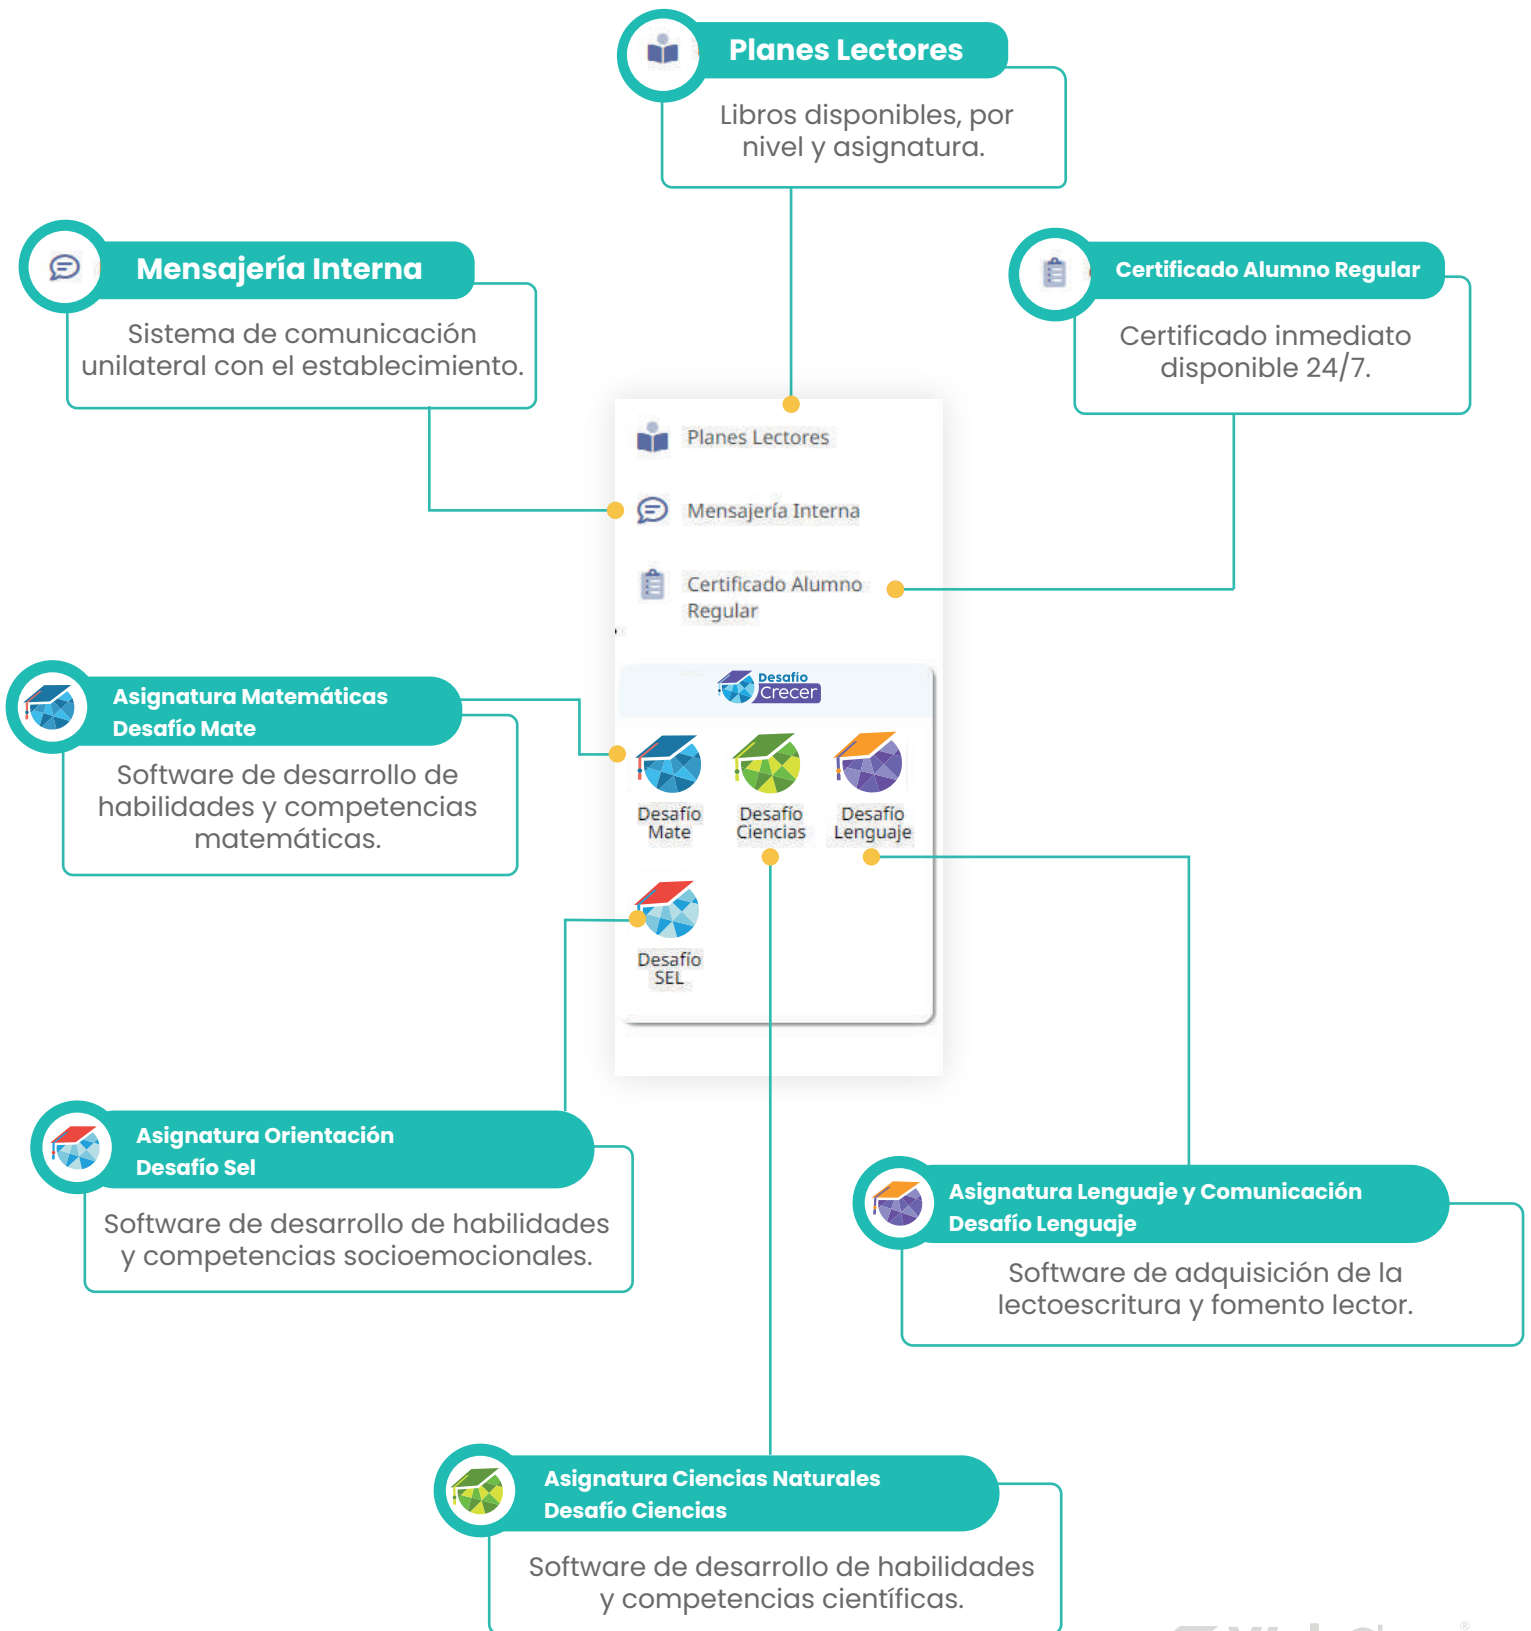 Planes Lectores
Libros disponibles, por
nivel y asignatura.
Mensajería Interna
Sistema de comunicación
unilateral con el establecimiento.
Certificado Alumno Regular
Certificado inmediato
disponible 24/7.
Planes Lectores
Mensajería Interna
Certificado Alumno
Regular
Desafío
Crecer
Asignatura Matemáticas
Desafío Mate
Software de desarrollo de
habilidades y competencias
matemáticas.
Desafío
Mate
Desafío
Ciencias
Desafío
Lenguaje
Desafío
SEL
Asignatura Orientación
Desafío Sel
Software de desarrollo de habilidades
y competencias socioemocionales.
Asignatura Lenguaje y Comunicación
Desafío Lenguaje
Software de adquisición de la
lectoescritura y fomento lector.
Asignatura Ciencias Naturales
Desafío Ciencias
Software de desarrollo de habilidades
y competencias científicas.